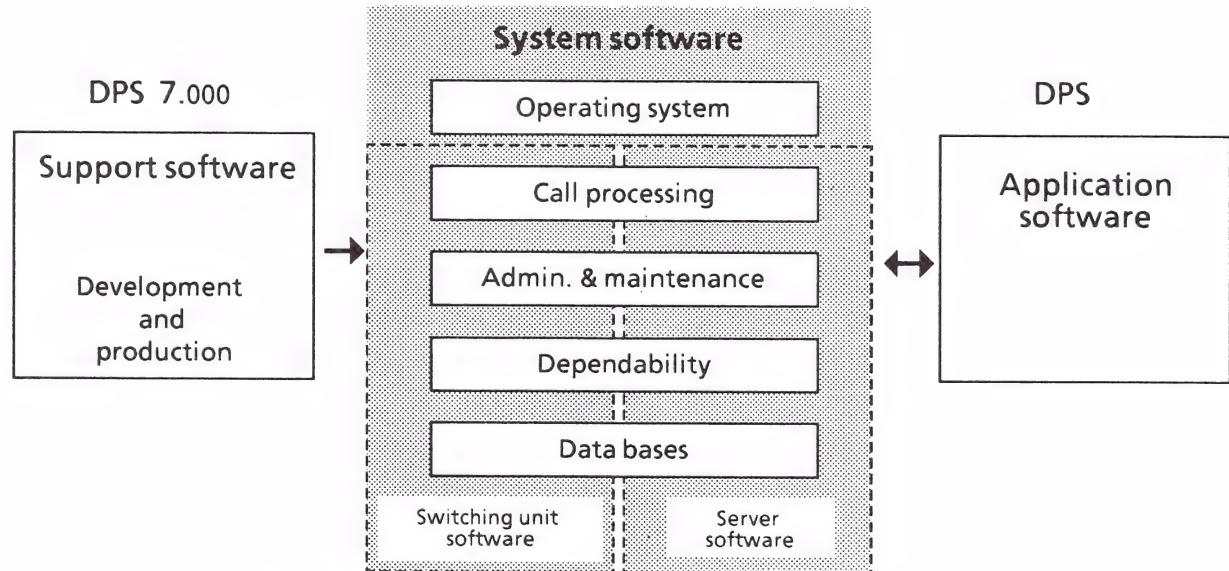 DPS 7.000
Support software
Development
and
production
System software
Operating system
Call processing
Admin. & maintenance
Dependability
Data bases
Switching unit
software
Server
software
DPS
Application
software